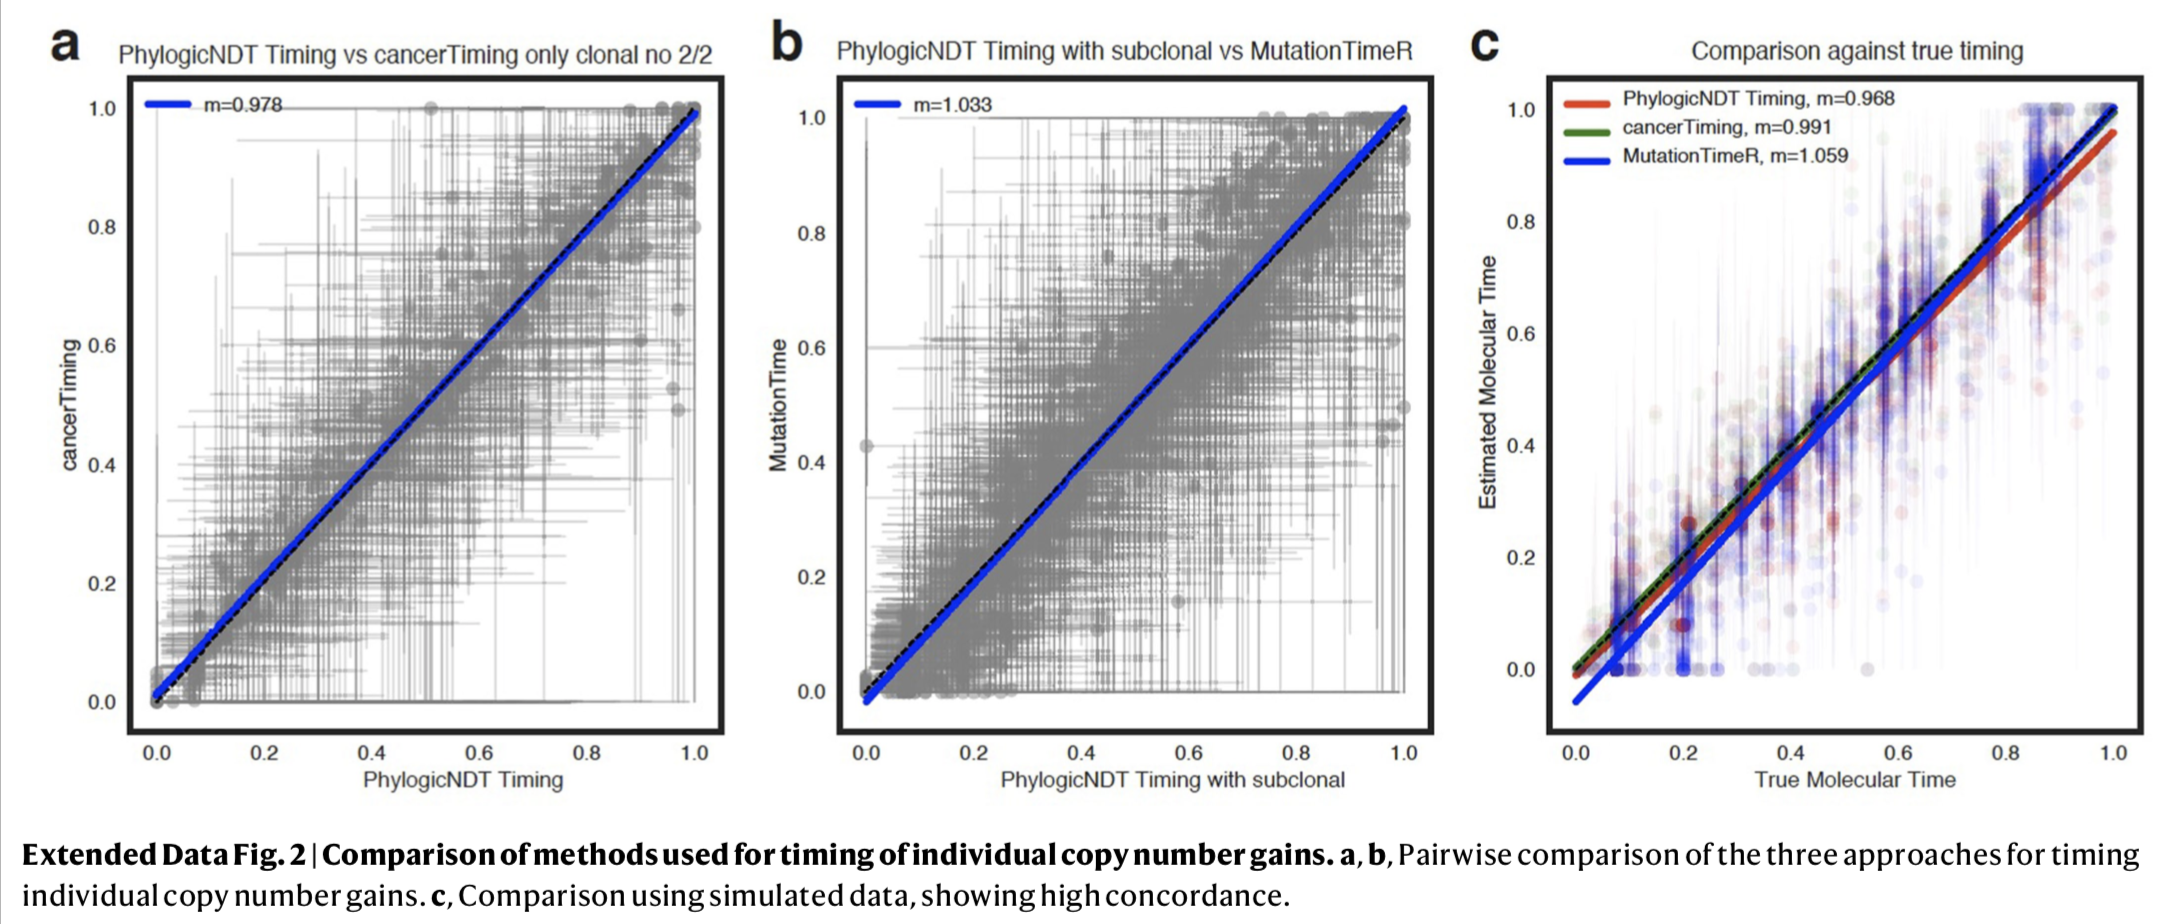 a
PhylogicNDT Timing vs cancerTiming only clonal no 2/2
m=0.978
1.0
0.8
0.6
0.4
0.2
0.0
cancerTiming
0.0 0.2 0.4 0.6 0.8 1.0
PhylogicNDT Timing
b
PhylogicNDT Timing with subclonal vs MutationTimeR
m=1.033
1.0
0.8
0.6
0.4
0.2
0.0
MutationTime
0.0 0.2 0.4 0.6 0.8 1.0
PhylogicNDT Timing with subclonal
c
Comparison against true timing
PhylogicNDT Timing, m=0.968
cancerTiming, m=0.991
MutationTimeR, m=1.059
1.0
0.8
0.6
0.4
0.2
0.0
Estimated Molecular Time
0.0 0.2 0.4 0.6 0.8 1.0
True Molecular Time
Extended Data Fig. 2 | Comparison of methods used for timing of individual copy number gains. a, b, Pairwise comparison of the three approaches for timing
individual copy number gains. c, Comparison using simulated data, showing high concordance.